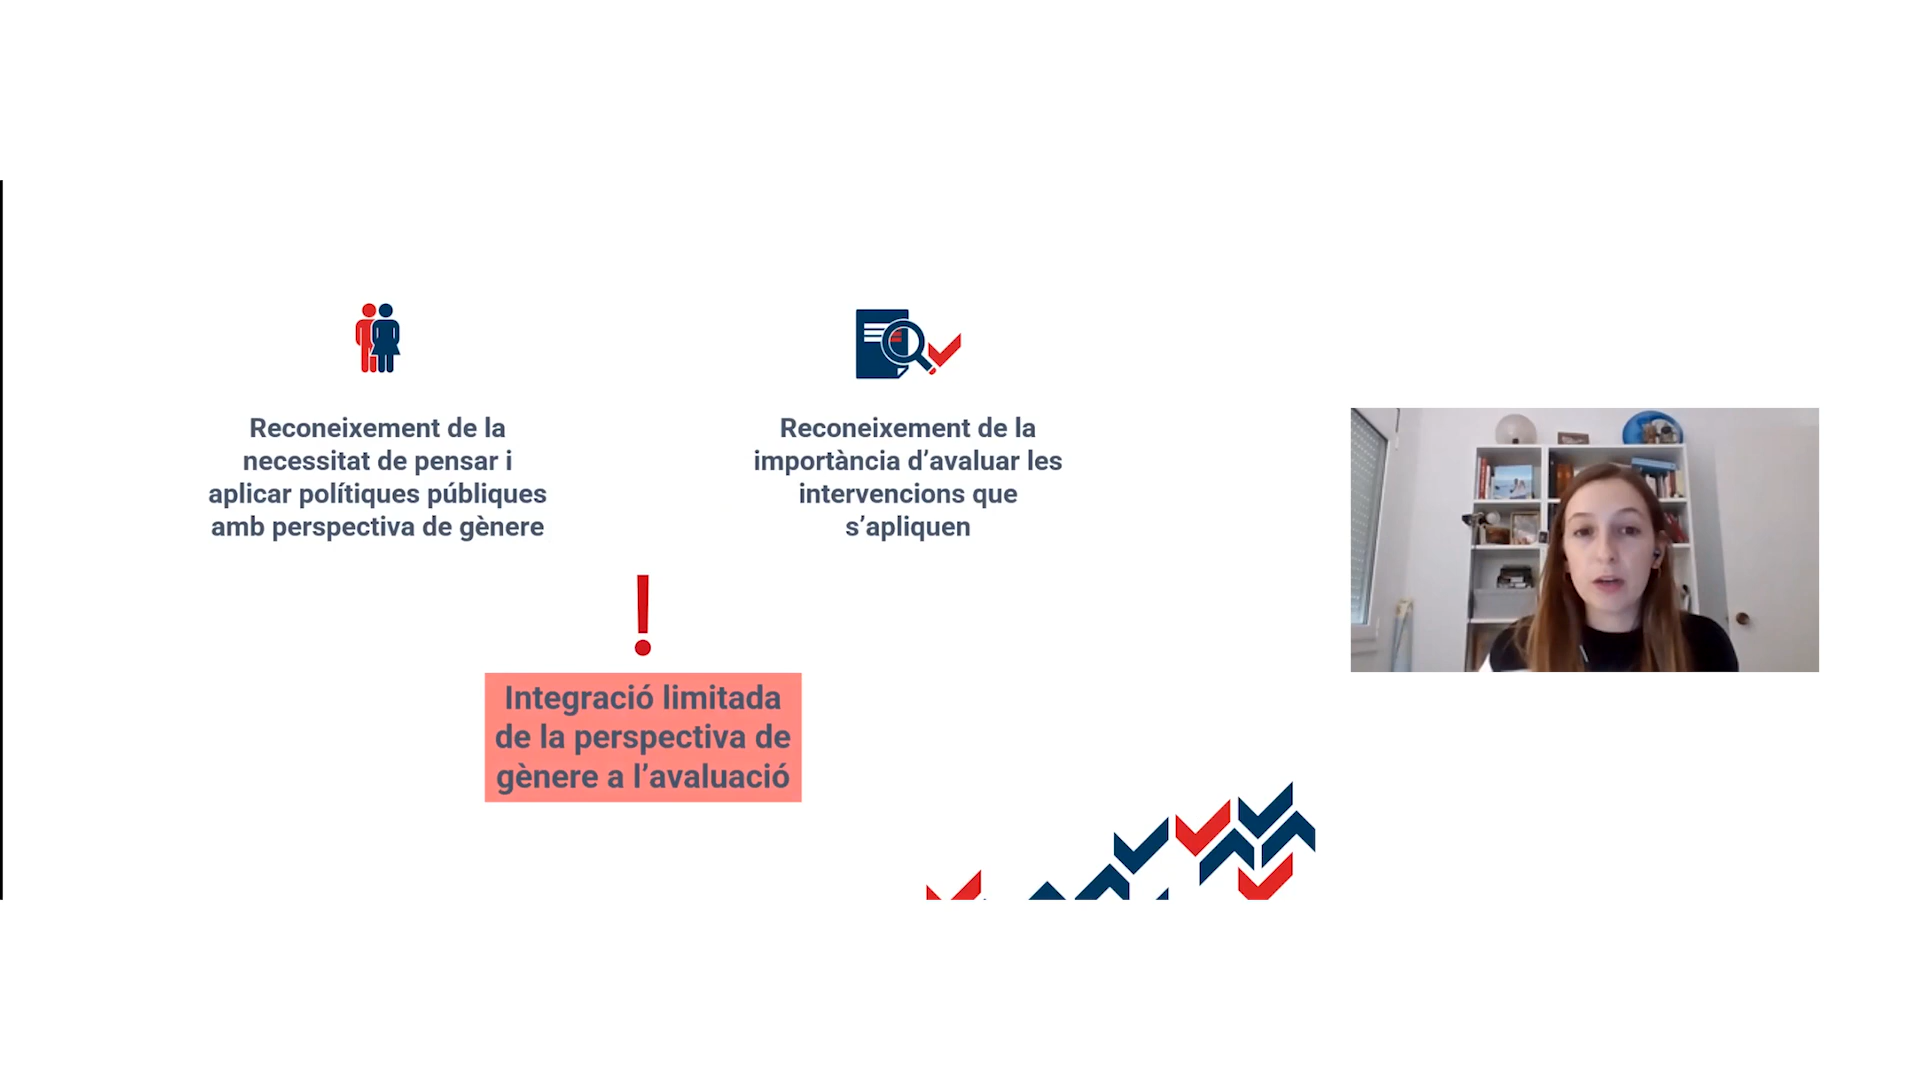 Reconeixement de la
necessitat de pensar i
aplicar polítiques públiques
amb perspectiva de gènere
Reconeixement de la
importància d’avaluar les
intervencions que
s’apliquen
!
Integració limitada
de la perspectiva de
gènere a l’avaluació